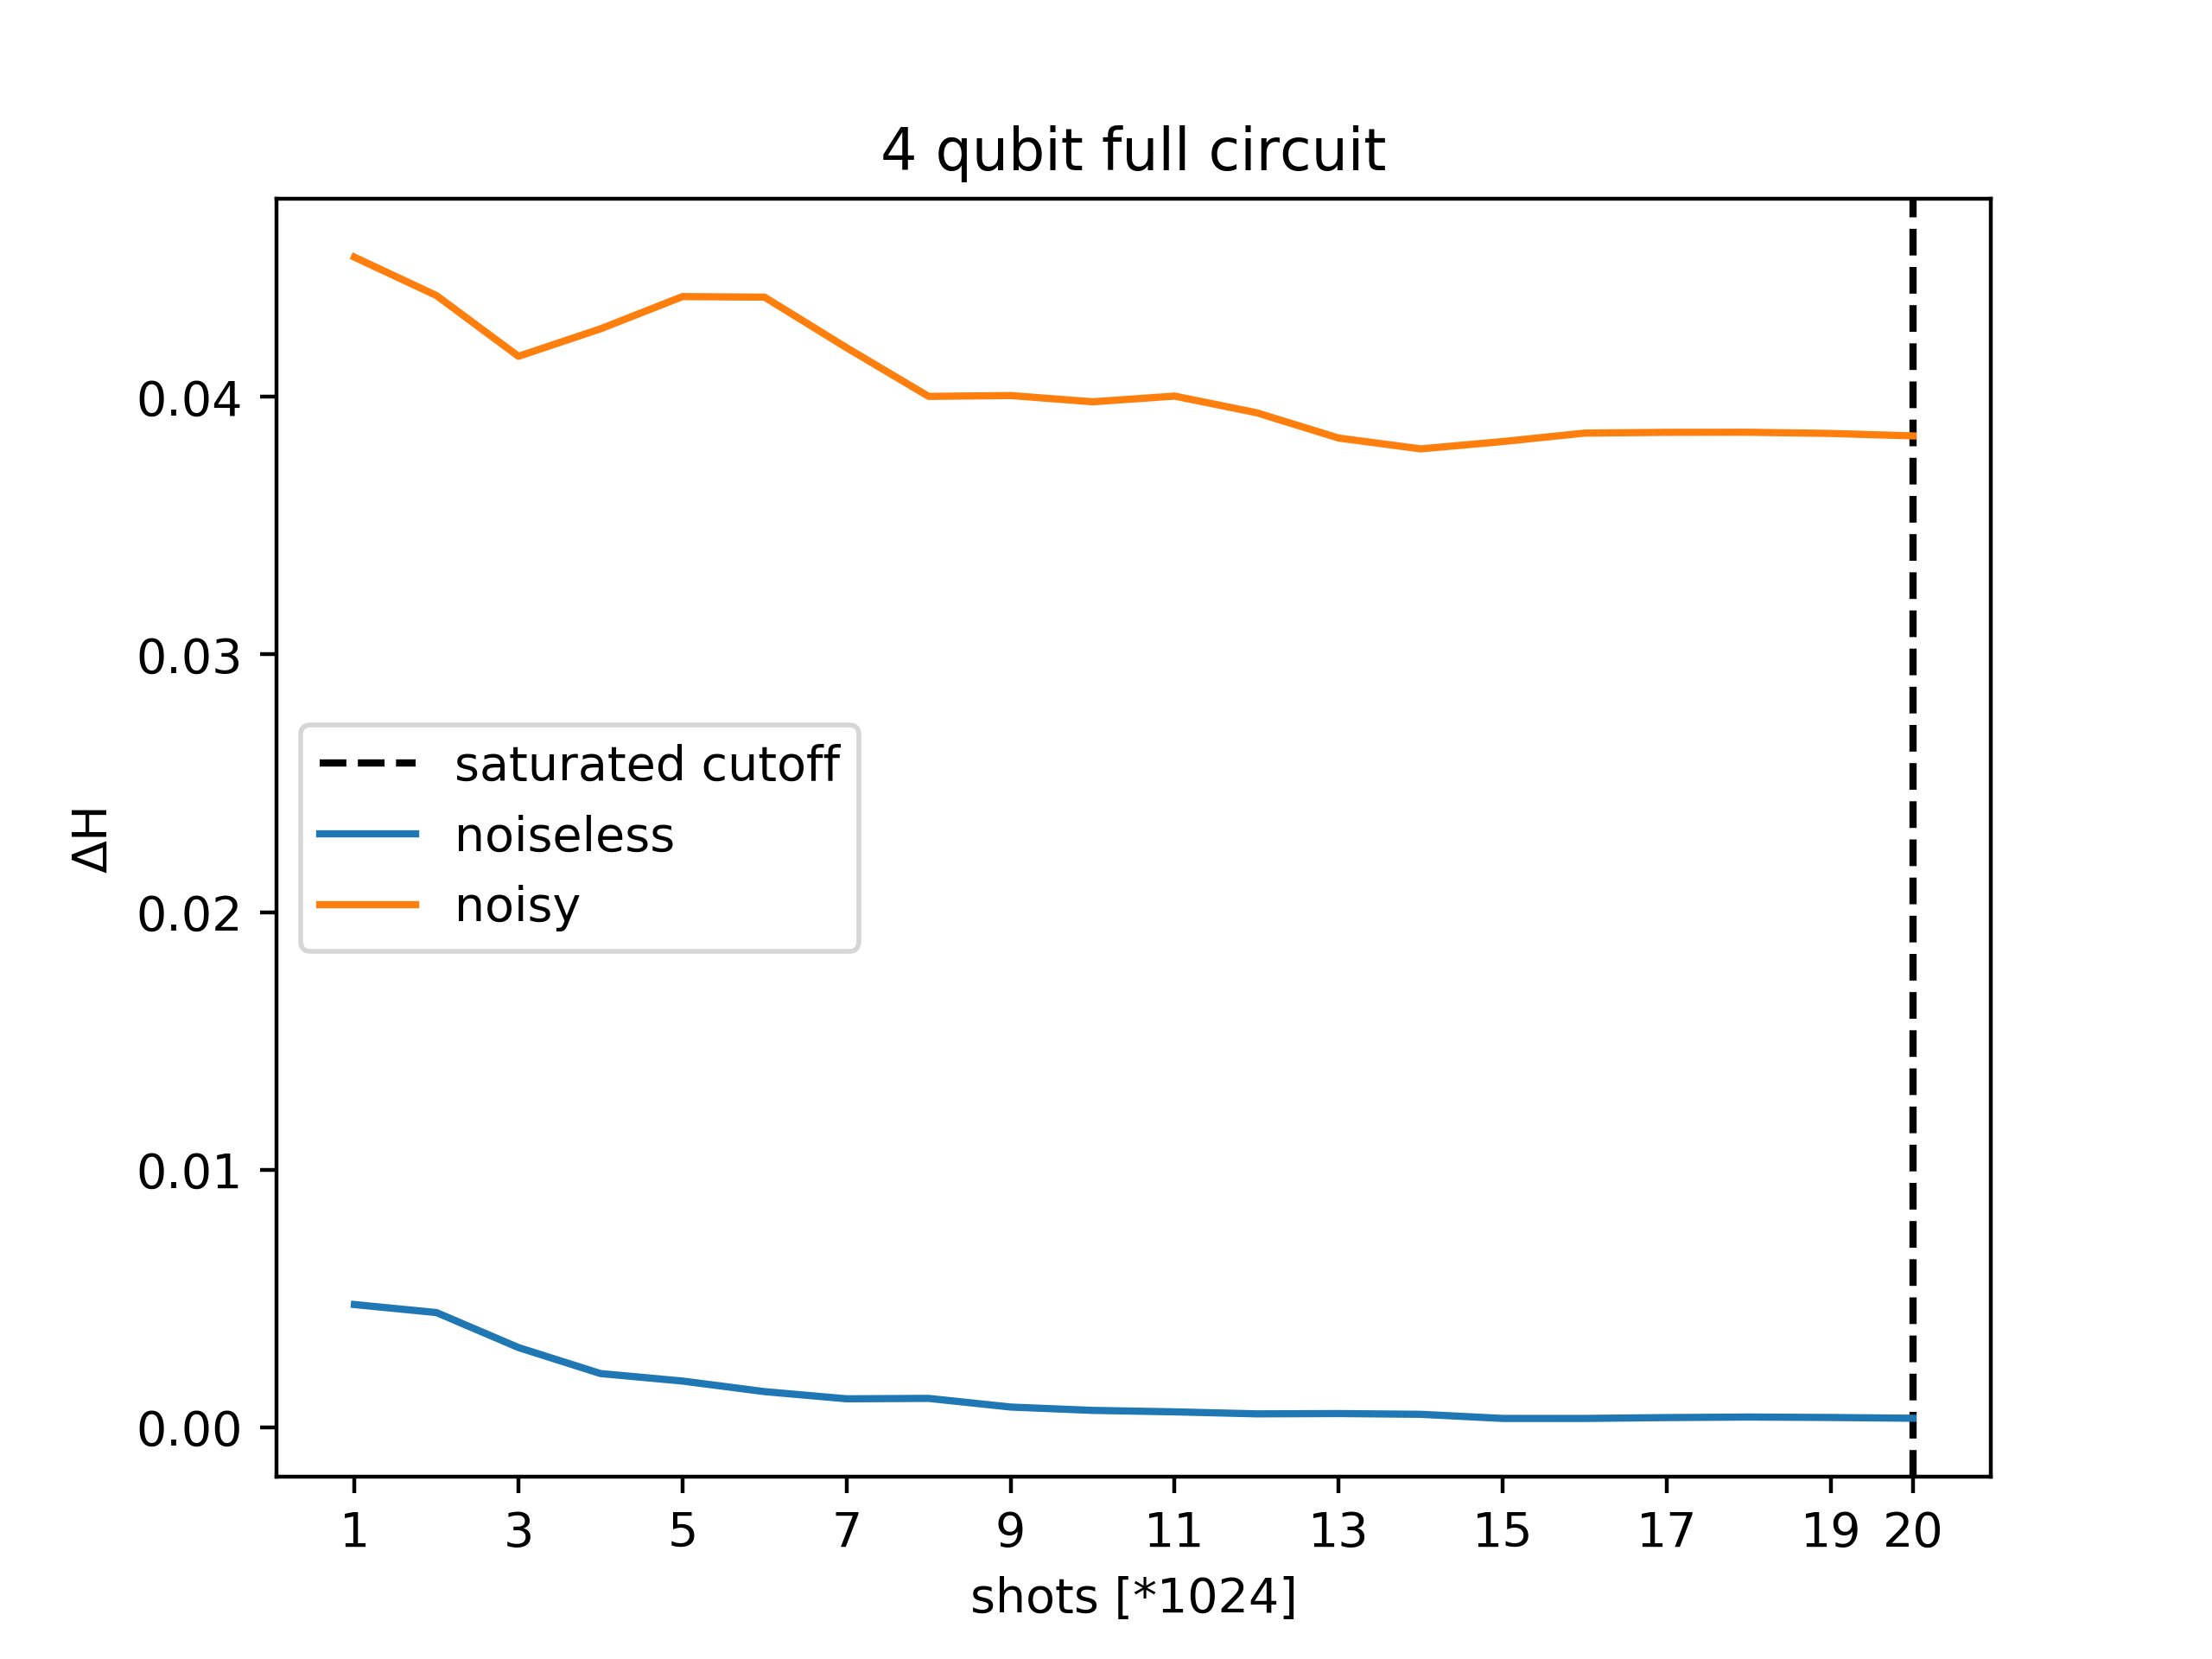 4 qubit full circuit
0.04
0.03
0.02
0.01
0.00
ΔH
saturated cutoff
noiseless
noisy
1 3 5 7 9 11 13 15 17 19 20
shots [*1024]